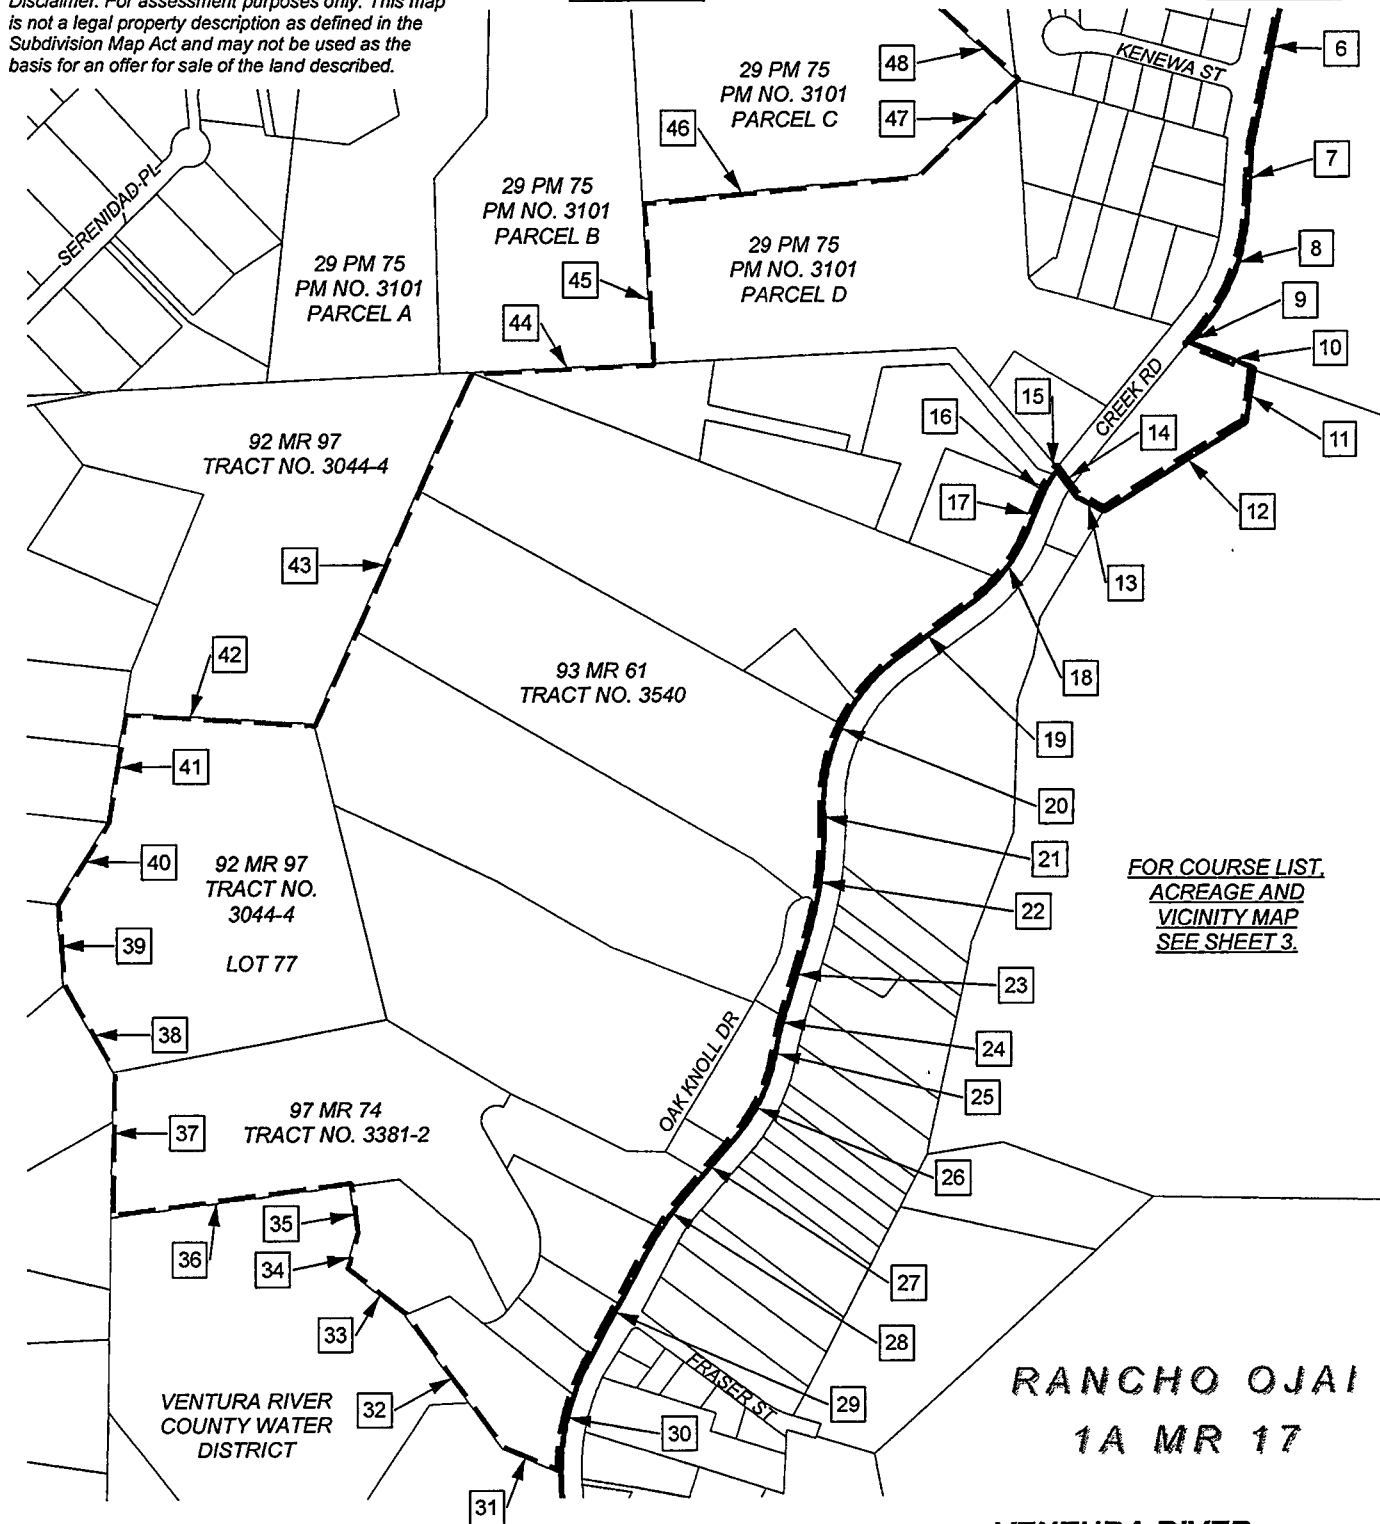 Disclaimer: For assessment purposes only. This map
is not a legal property description as defined in the
Subdivision Map Act and may not be used as the
basis for an offer for sale of the land described.
KENEWA ST
6
48
29 PM 75
PM NO. 3101
PARCEL C
47
46
7
SERENIDAD PL
29 PM 75
PM NO. 3101
PARCEL B
8
29 PM 75
PM NO. 3101
PARCEL A
45
29 PM 75
PM NO. 3101
PARCEL D
9
44
10
CREEK RD
15
16
14
11
92 MR 97
TRACT NO. 3044-4
17
12
43
13
42
93 MR 61
TRACT NO. 3540
18
19
41
20
40
92 MR 97
TRACT NO.
3044-4
LOT 77
21
FOR COURSE LIST,
ACREAGE AND
VICINITY MAP
SEE SHEET 3.
22
39
23
38
OAK KNOLL DR
24
25
37
97 MR 74
TRACT NO. 3381-2
26
35
36
34
27
33
28
FRASER ST
RANCHO OJAI
1A MR 17
32
VENTURA RIVER
COUNTY WATER
DISTRICT
29
30
31
VENTURA RIVER